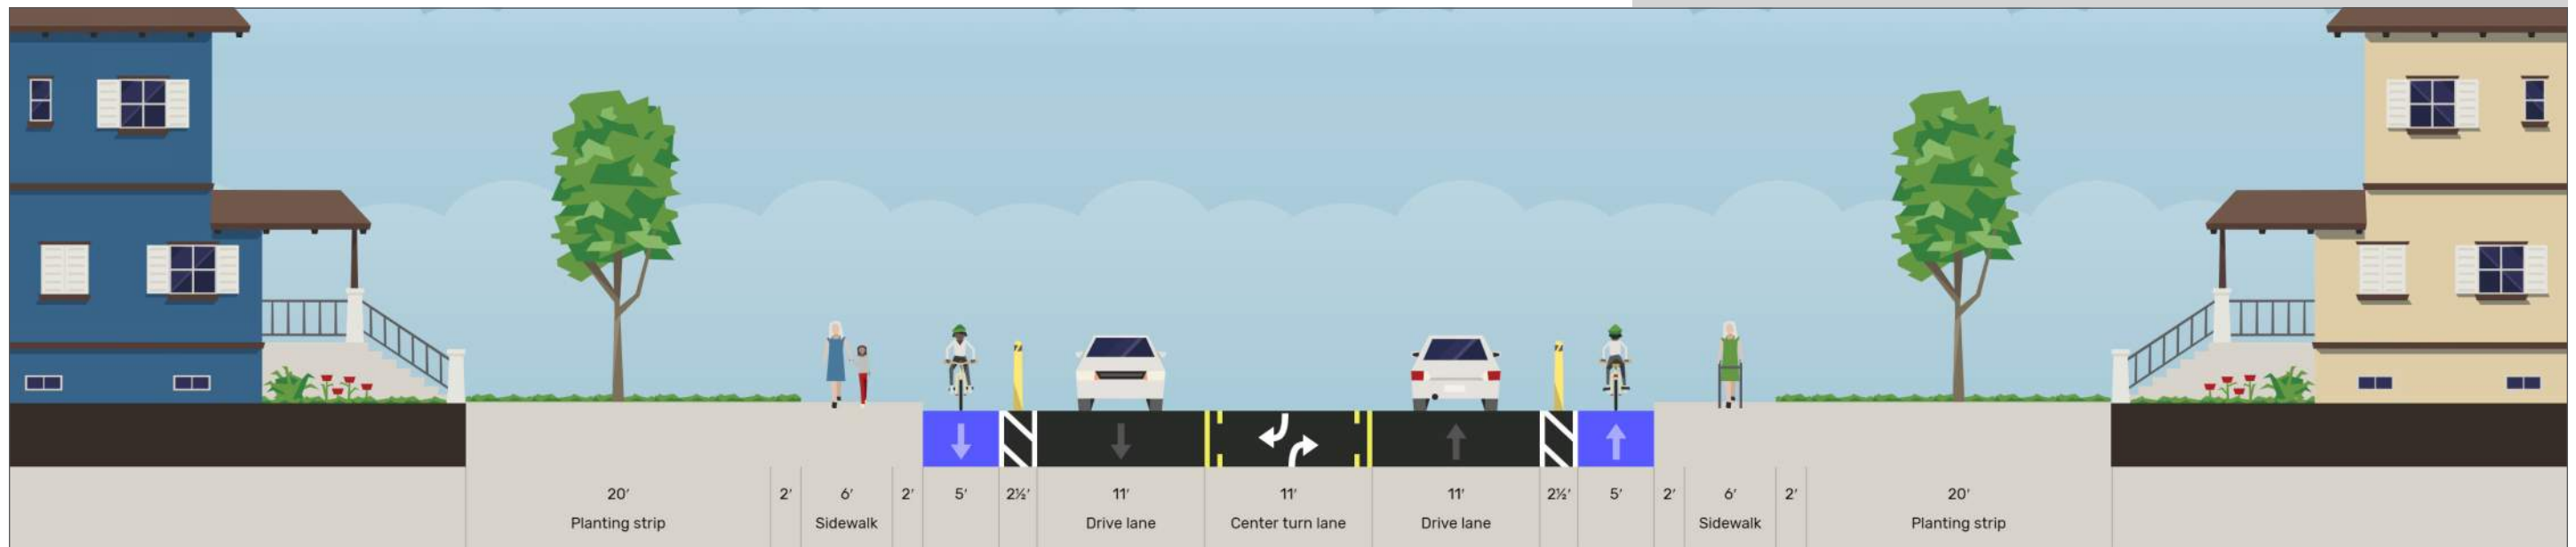 20′ 2′ 6′ 2′ 5′ 2½′ 11′ 11′ 11′ 2½′ 5′ 2′ 6′ 2′ 20′
Planting strip Sidewalk Drive lane Center turn lane Drive lane Sidewalk Planting strip